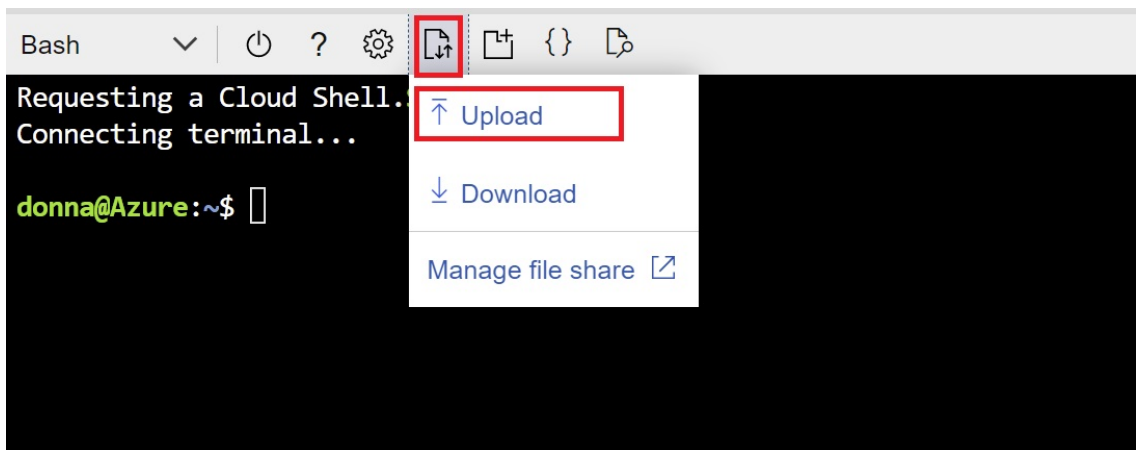 Bash
?
{}
Requesting a Cloud Shell.
Connecting terminal...
donna@Azure:~$
Upload
Download
Manage file share